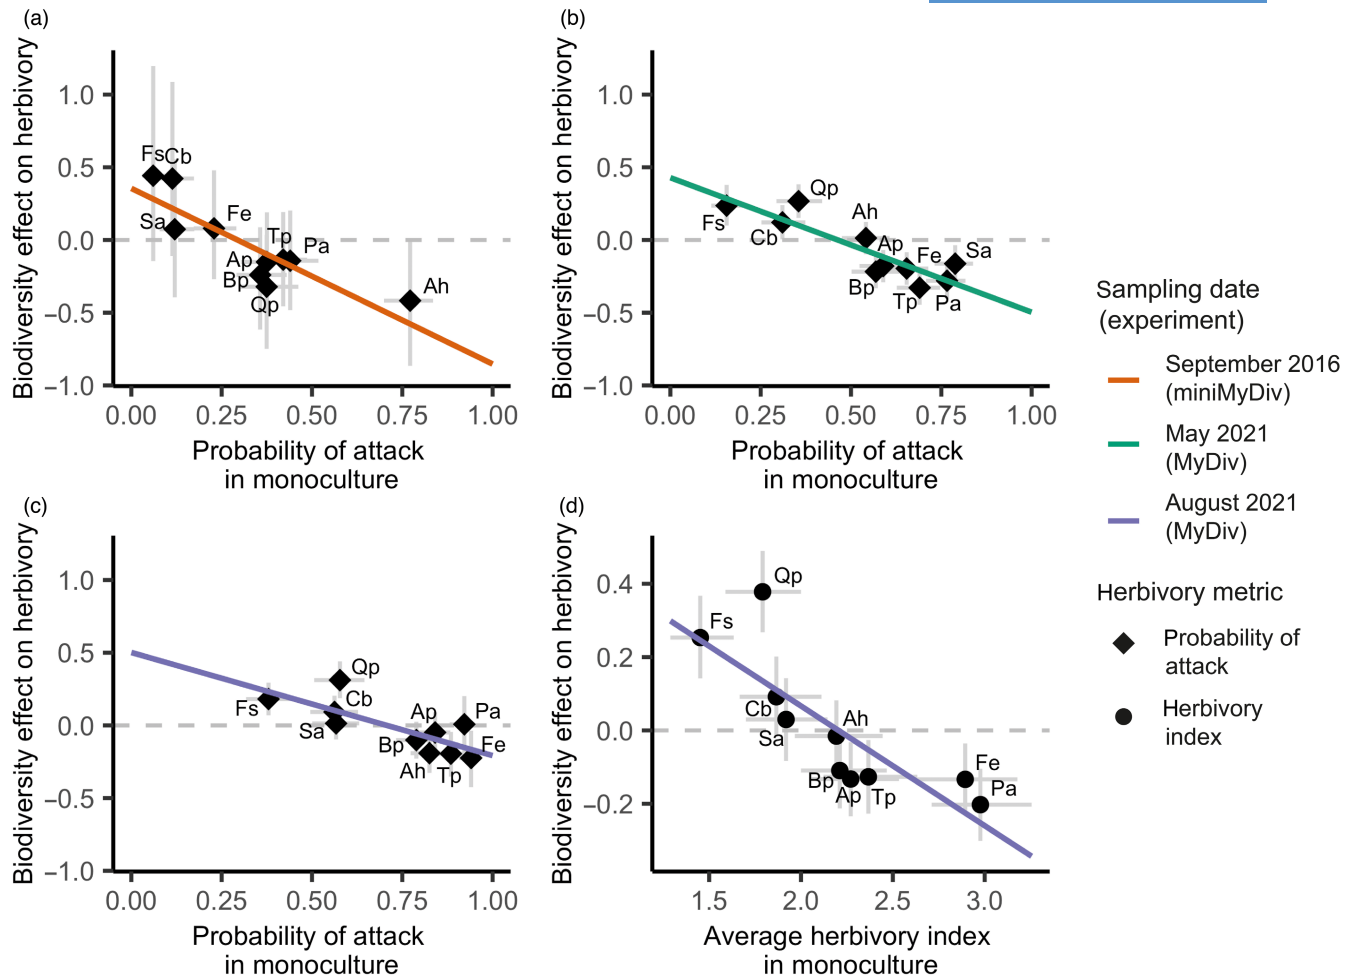 (a)
Biodiversity effect on herbivory
1.0
0.5
0.0
−0.5
−1.0
Fs
Cb
Sa
Fe
Tp
Pa
Ap
Bp
Qp
Ah
0.00 0.25 0.50 0.75 1.00
Probability of attack
in monoculture
(b)
Biodiversity effect on herbivory
1.0
0.5
0.0
−0.5
−1.0
Fs
Qp
Cb
Ah
Ap
Bp
Fe
Sa
Tp
Pa
0.00 0.25 0.50 0.75 1.00
Probability of attack
in monoculture
(c)
Biodiversity effect on herbivory
1.0
0.5
0.0
−0.5
−1.0
Fs
Qp
Cb
Sa
Ap
Pa
Bp
Fe
Ah
Tp
0.00 0.25 0.50 0.75 1.00
Probability of attack
in monoculture
(d)
Biodiversity effect on herbivory
0.4
0.2
0.0
−0.2
Qp
Fs
Cb
Sa
Ah
Bp
Ap
Tp
Fe
Pa
1.5 2.0 2.5 3.0
Average herbivory index
in monoculture
Sampling date
(experiment)
September 2016
(miniMyDiv)
May 2021
(MyDiv)
August 2021
(MyDiv)
Herbivory metric
Probability of
attack
Herbivory
index